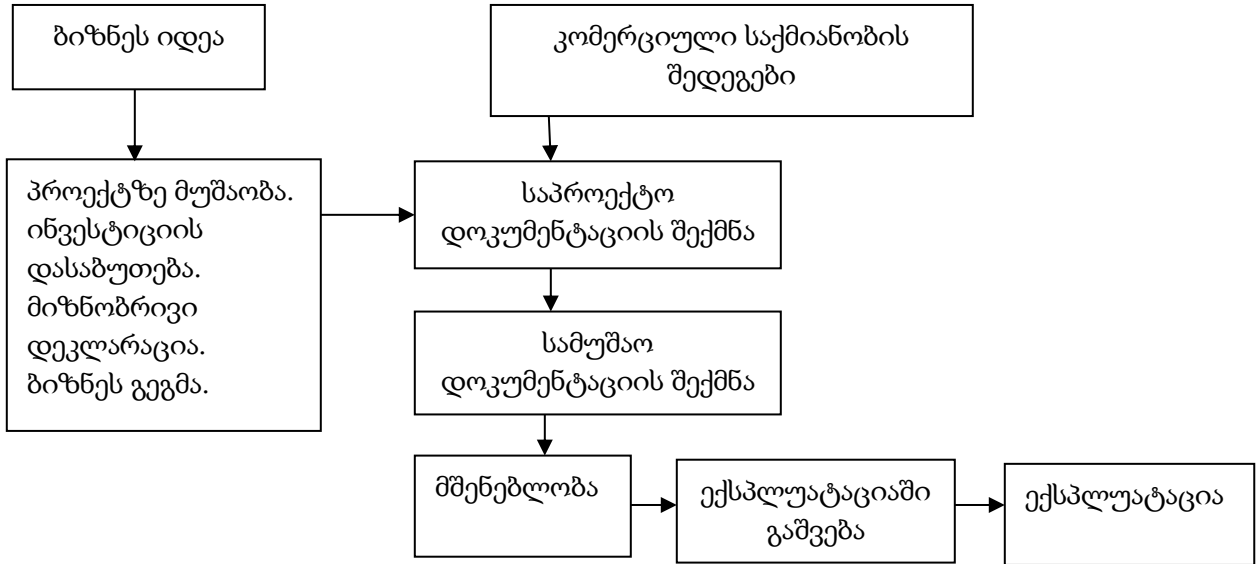 ბიზნეს იდეა
კომერციული საქმიანობის
შედეგები
პროექტზე მუშაობა.
ინვესტიციის
დასაბუთება.
მიზნობრივი
დეკლარაცია.
ბიზნეს გეგმა.
საპროექტო
დოკუმენტაციის შექმნა
სამუშაო
დოკუმენტაციის შექმნა
მშენებლობა
ექსპლუატაციაში
გაშვება
ექსპლუატაცია